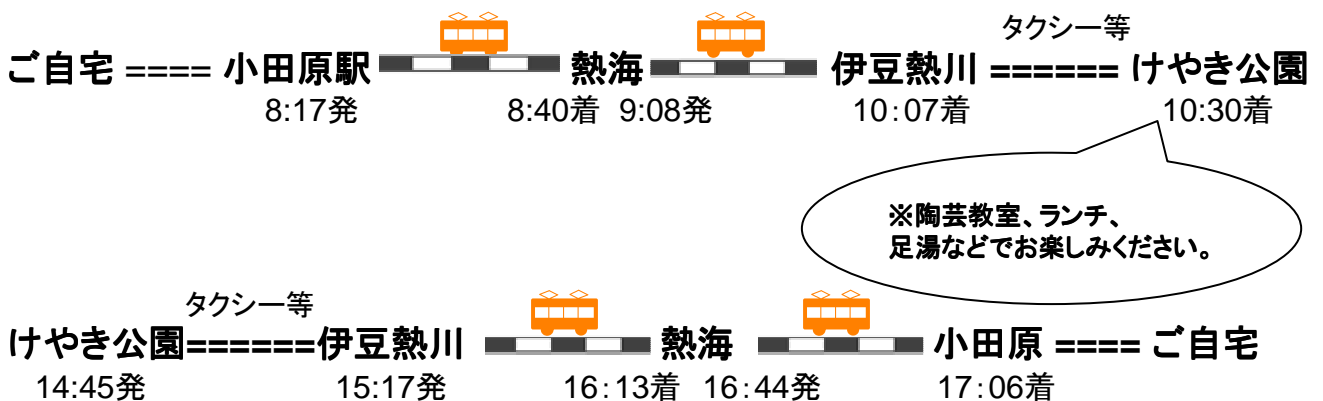 タクシー等
ご自宅 ==== 小田原駅 熱海 伊豆熱川 ====== けやき公園
8:17発 8:40着 9:08発 10:07着 10:30着
※陶芸教室、ランチ、
足湯などでお楽しみください。
タクシー等
けやき公園======伊豆熱川 熱海 小田原 ==== ご自宅
14:45発 15:17発 16:13着 16:44発 17:06着